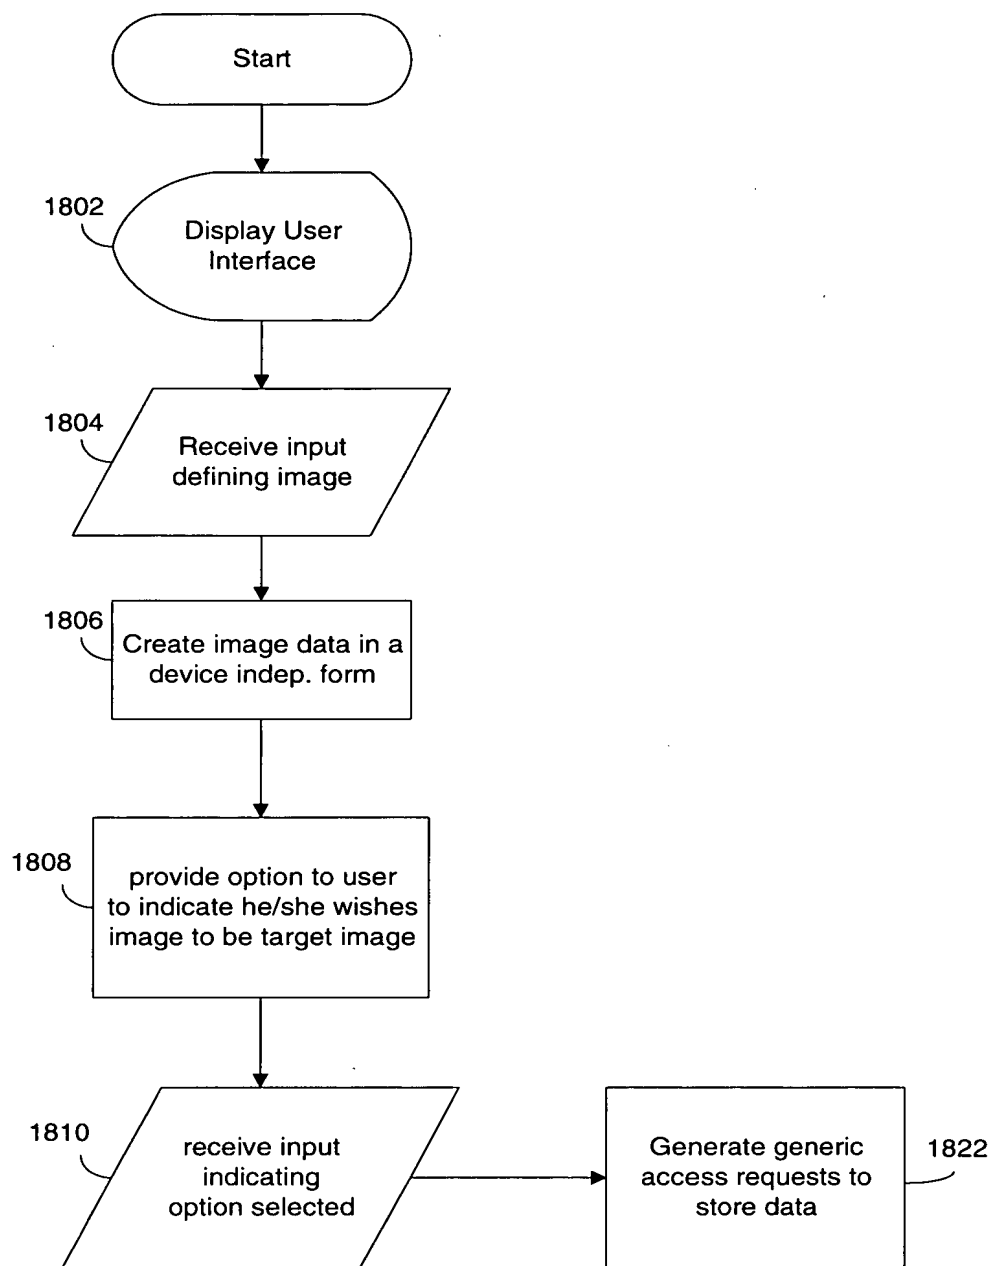 Start
1802
Display User
Interface
1804
Receive input
defining image
1806
Create image data in a
device indep. form
1808
provide option to user
to indicate he/she wishes
image to be target image
1810
receive input
indicating
option selected
Generate generic
access requests to
store data
1822